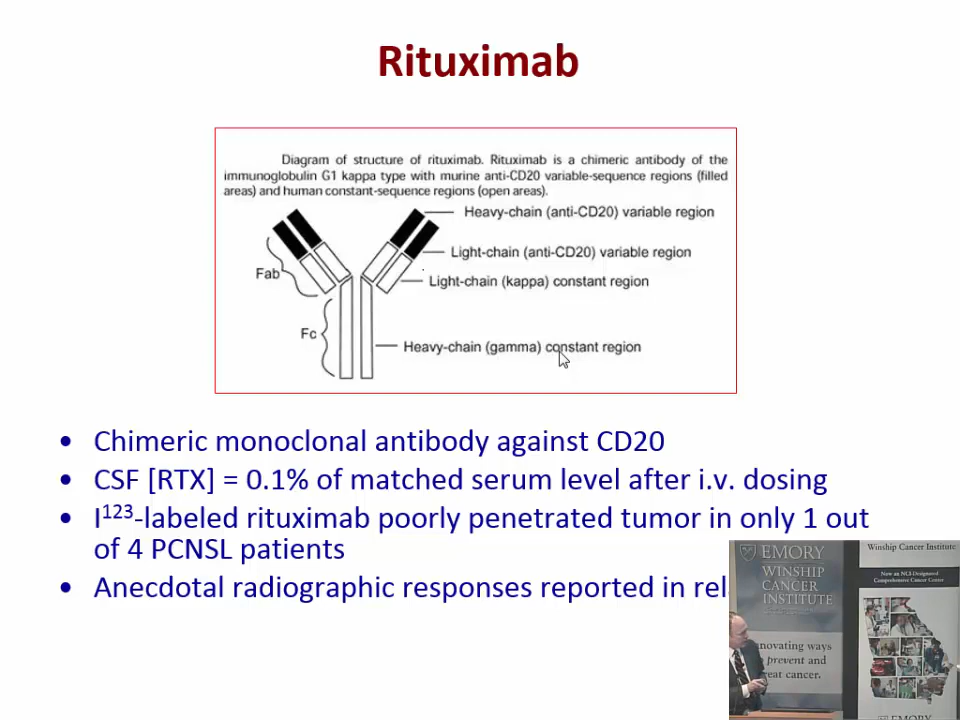 Rituximab
Diagram of structure of rituximab. Rituximab is a chimeric antibody of the
immunoglobulin G1 kappa type with murine anti-CD20 variable-sequence regions (filled
areas) and human constant-sequence regions (open areas).
Heavy-chain (anti-CD20) variable region
Light-chain (anti-CD20) variable region
Fab
Light-chain (kappa) constant region
Fc
Heavy-chain (gamma) constant region
• Chimeric monoclonal antibody against CD20
• CSF [RTX] = 0.1% of matched serum level after i.v. dosing
• I123-labeled rituximab poorly penetrated tumor in only 1 out
of 4 PCNSL patients
• Anecdotal radiographic responses reported in rel
EMORY
WINSHIP
CANCER
INSTITUTE
novating ways
prevent and
eat cancer.
Winship Cancer Institute
Now an NCI-Designated
Comprehensive Cancer Center
EMORY